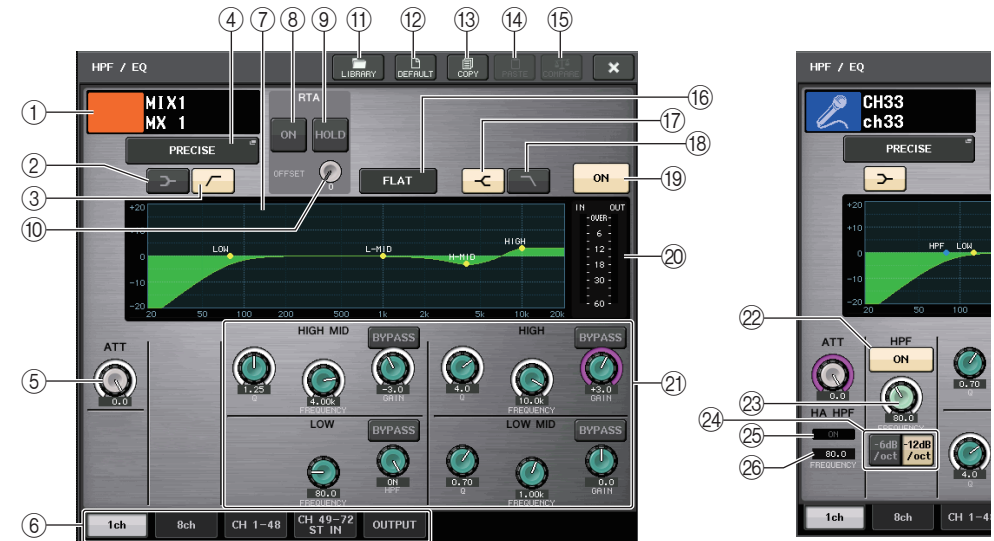 ④ ⑦ ⑧ ⑨ ⑪ ⑫ ⑬ ⑭ ⑮
HPF / EQ
LIBRARY
DEFAULT
COPY
PASTE
COMPARE
×
①
MIX1
MX 1
RTA
ON
HOLD
⑯
PRECISE
⑰
②
OFFSET
0
FLAT
⑱
ON
⑲
③
⑩
+20
+10
0
-10
-20
LOW
L-MID
H-MID
HIGH
20 50 100 200 500 1k 2k 5k 10k 20k
IN OUT
-OVER-
6
12
18
30
60
⑳
ATT
0.0
⑤
HIGH MID
BYPASS
1.25
Q
4.00k
FREQUENCY
-3.0
GAIN
HIGH
BYPASS
4.0
Q
10.0k
FREQUENCY
+3.0
GAIN
㉑
LOW
BYPASS
80.0
FREQUENCY
ON
HPF
LOW MID
BYPASS
0.70
Q
1.00k
FREQUENCY
0.0
GAIN
⑥
1ch
8ch
CH 1-48
CH 49-72
ST IN
OUTPUT
HPF / EQ
CH33
ch33
PRECISE
+20
+10
0
-10
-20
HPF LOW
20 50 100
㉒
ATT
0.0
HPF
ON
㉓
80.0
FREQUENCY
0.70
Q
㉔
HA HPF
㉕
ON
㉖
80.0
FREQUENCY
-6dB
/oct
-12dB
/oct
4.0
Q
1ch
8ch
CH 1-48